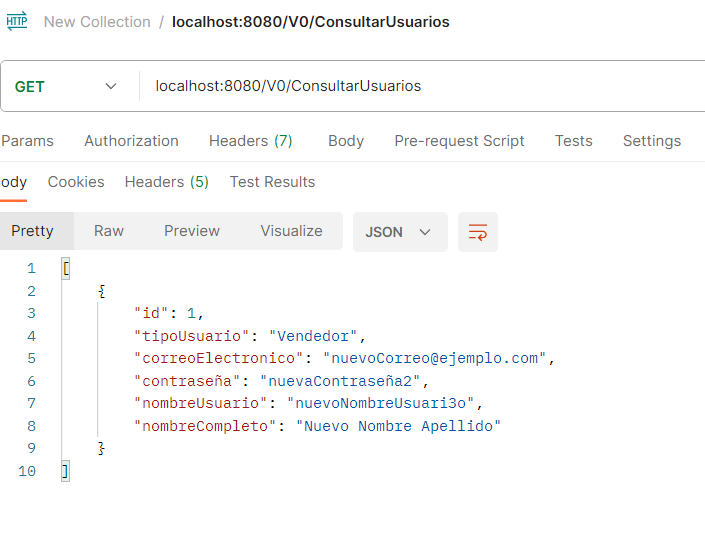 HTTP New Collection / localhost:8080/V0/ConsultarUsuarios
GET localhost:8080/V0/ConsultarUsuarios
Params Authorization Headers (7) Body Pre-request Script Tests Settings
ody Cookies Headers (5) Test Results
Pretty Raw Preview Visualize JSON
1 [
2 {
3 "id": 1,
4 "tipoUsuario": "Vendedor",
5 "correoElectronico": "nuevoCorreo@ejemplo.com",
6 "contraseña": "nuevaContraseña2",
7 "nombreUsuario": "nuevoNombreUsuari3o",
8 "nombreCompleto": "Nuevo Nombre Apellido"
9 }
10 ]